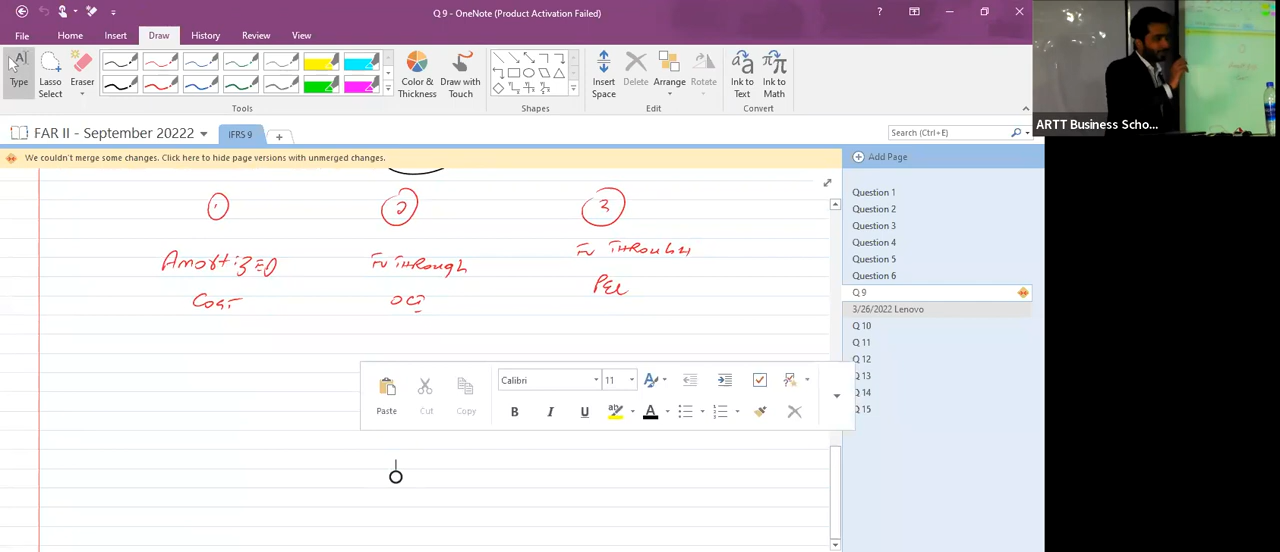 Q 9 - OneNote (Product Activation Failed)
File
Home
Insert
Draw
History
Review
View
Type
Lasso Select
Eraser
Color & Thickness
Draw with Touch
Insert Space
Delete
Arrange
Rotate
Ink to Text
Ink to Math
Tools
Shapes
Edit
Convert
ARTT Business Scho...
FAR II - September 20222
IFRS 9
Search (Ctrl+E)
We couldn't merge some changes. Click here to hide page versions with unmerged changes.
Add Page
1 2 3
Amortized FV THROUGH FV THROUGH
Cost OCI P&L
Calibri 11
Paste
Cut
Copy
B I U ab A
Question 1
Question 2
Question 3
Question 4
Question 5
Question 6
Q 9
3/26/2022 Lenovo
Q 10
Q 11
Q 12
Q 13
Q 14
Q 15